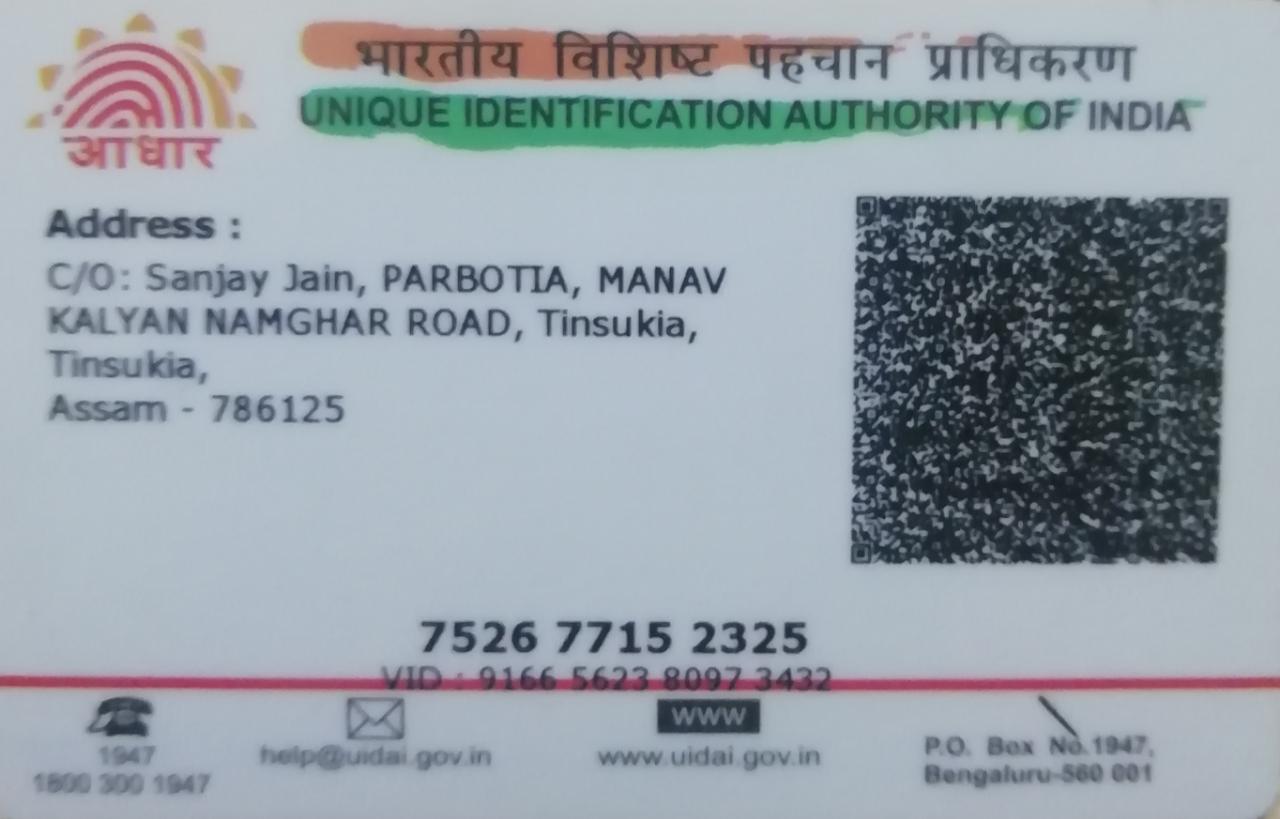 आधार
भारतीय विशिष्ट पहचान प्राधिकरण
UNIQUE IDENTIFICATION AUTHORITY OF INDIA
Address :
C/O: Sanjay Jain, PARBOTIA, MANAV
KALYAN NAMGHAR ROAD, Tinsukia,
Tinsukia,
Assam - 786125
7526 7715 2325
VID : 9166 5623 8097 3432
1947
1800 300 1947
help@uidai.gov.in
www
www.uidai.gov.in
P.O. Box No.1947,
Bengaluru-560 001